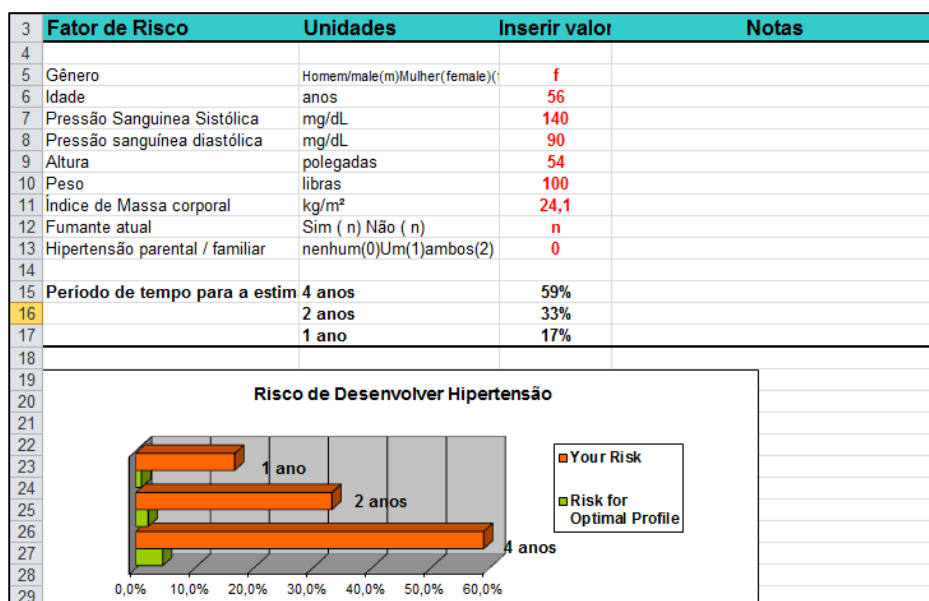 3 Fator de Risco Unidades Inserir valor Notas
4
5 Gênero Homem/male(m)Mulher(female)(
6 Idade anos 56
7 Pressão Sanguinea Sistólica mg/dL 140
8 Pressão sanguínea diastólica mg/dL 90
9 Altura polegadas 54
10 Peso libras 100
11 Índice de Massa corporal kg/m² 24,1
12 Fumante atual Sim ( n) Não ( n) n
13 Hipertensão parental / familiar nenhum(0)Um(1)ambos(2) 0
14
15 Período de tempo para a estim 4 anos 59%
16 2 anos 33%
17 1 ano 17%
18
19
Risco de Desenvolver Hipertensão
20
21
22
23 1 ano Your Risk
24
25 2 anos Risk for
26 Optimal Profile
27 4 anos
28
29 0,0% 10,0% 20,0% 30,0% 40,0% 50,0% 60,0%